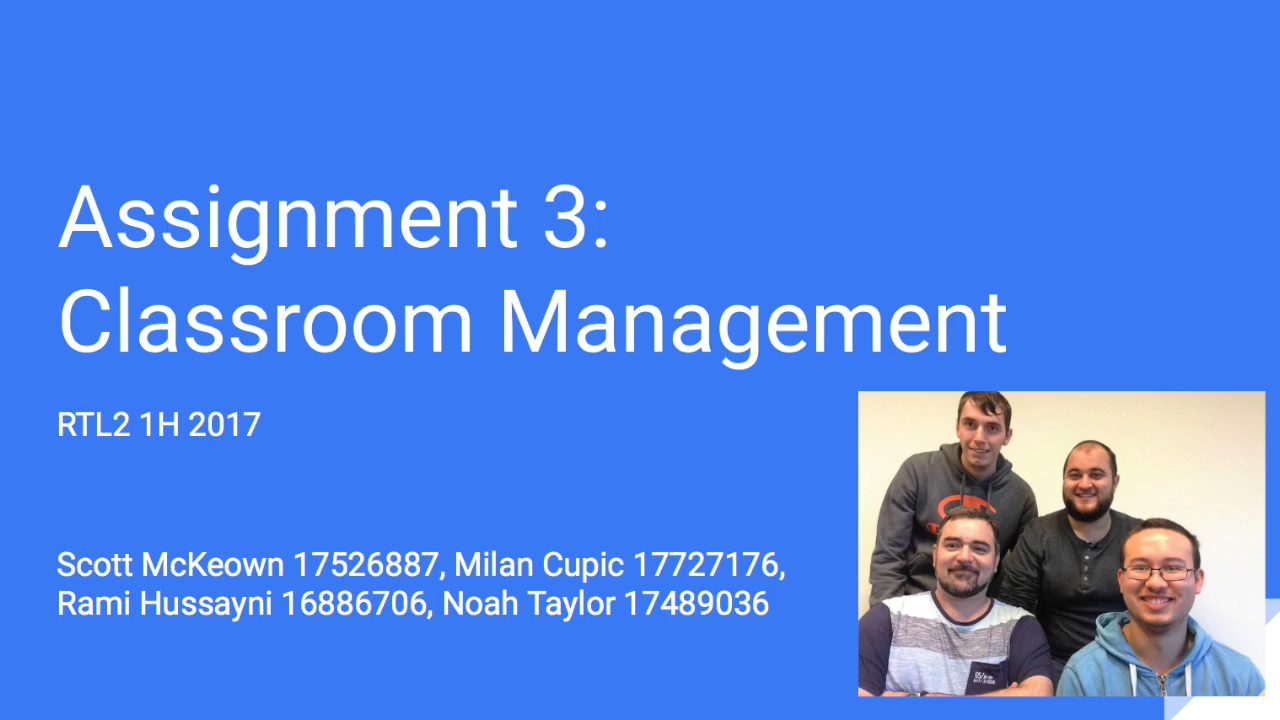 Assignment 3:
Classroom Management
RTL2 1H 2017
Scott McKeown 17526887, Milan Cupic 17727176,
Rami Hussayni 16886706, Noah Taylor 17489036